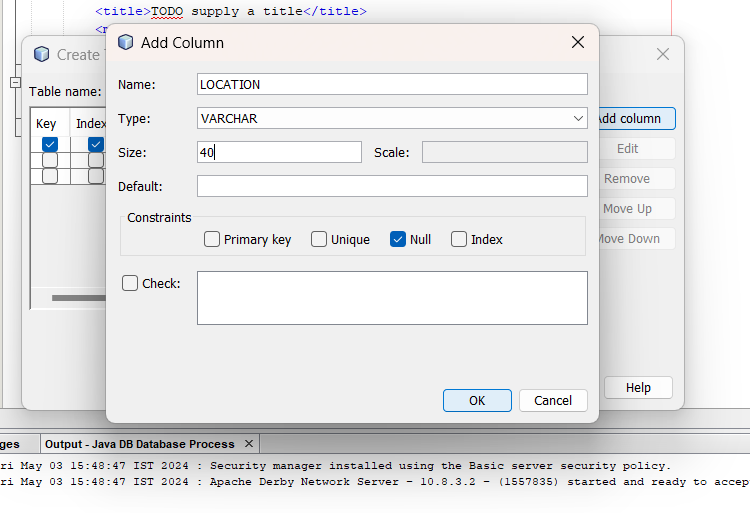 <title>TODO supply a title</title>
Create
Add Column
Table name:
Key
Index
Name:
LOCATION
Type:
VARCHAR
Size:
40
Scale:
Default:
Constraints
Primary key
Unique
Null
Index
Check:
OK
Cancel
Add column
Edit
Remove
Move Up
Move Down
Help
Output - Java DB Database Process
ri May 03 15:48:47 IST 2024 : Security manager installed using the Basic server security policy.
ri May 03 15:48:47 IST 2024 : Apache Derby Network Server - 10.8.3.2 - (1557835) started and ready to accep